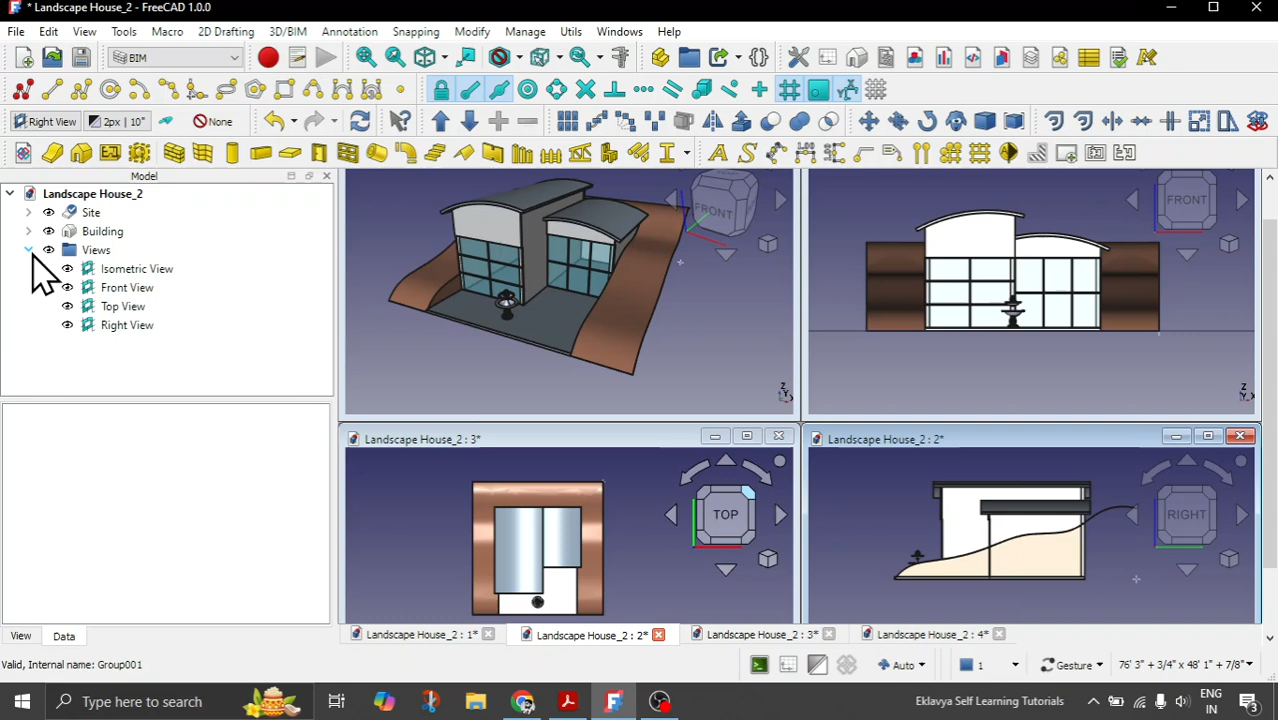 * Landscape House_2 - FreeCAD 1.0.0
File Edit View Tools Macro 2D Drafting 3D/BIM Annotation Snapping Modify Manage Utils Windows Help
BIM
Right View 2px | 10" None
Model
Landscape House_2
Site
Building
Views
Isometric View
Front View
Top View
Right View
FRONT
Z
Y
X
FRONT
Z
Y
X
Landscape House_2 : 3*
TOP
Landscape House_2 : 2*
RIGHT
View Data
Landscape House_2 : 1* Landscape House_2 : 2* Landscape House_2 : 3* Landscape House_2 : 4*
Valid, Internal name: Group001
Auto 1 Gesture 76' 3" + 3/4" x 48' 1" + 7/8"
Type here to search
Eklavya Self Learning Tutorials
ENG
IN
3